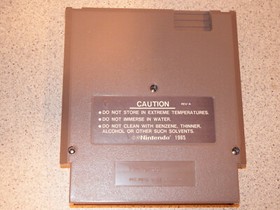 CAUTION
REV-A
● DO NOT STORE IN EXTREME TEMPERATURES.
● DO NOT IMMERSE IN WATER.
● DO NOT CLEAN WITH BENZENE, THINNER,
ALCOHOL OR OTHER SUCH SOLVENTS.
©Nintendo 1985